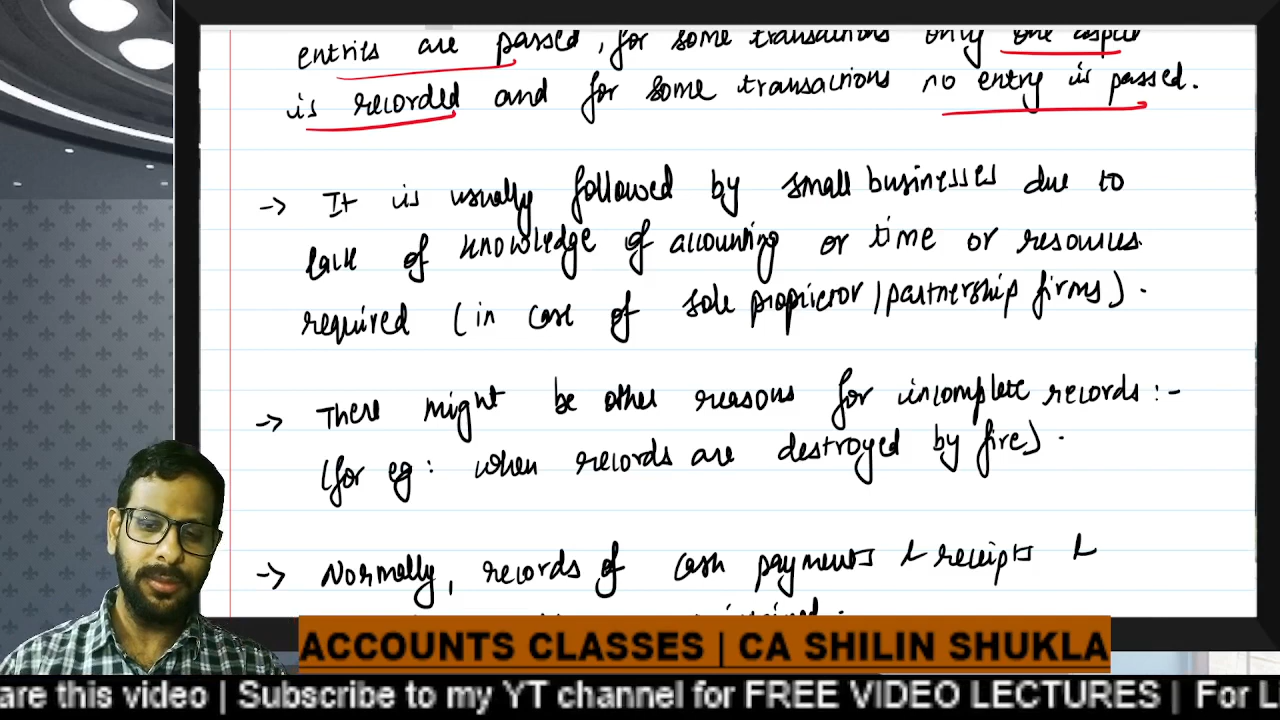 entries are passed, for some transactions only one aspect
is recorded and for some transactions no entry is passed.
-> It is usually followed by small businesses due to
lack of knowledge of accounting or time or resources
required (in case of sole proprietor / partnership firms).
-> There might be other reasons for incomplete records :-
(for eg: when records are destroyed by fire).
-> Normally, records of cash payments & receipts &
ACCOUNTS CLASSES | CA SHILIN SHUKLA
are this video | Subscribe to my YT channel for FREE VIDEO LECTURES | For L